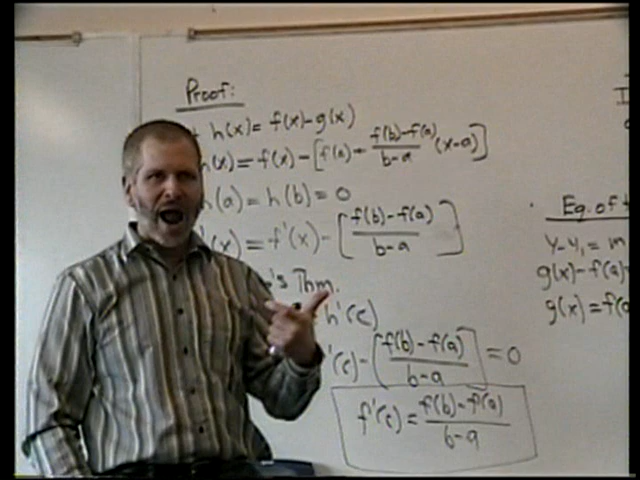 Proof:
h(x) = f(x) - g(x)
h(x) = f(x) - [f(a) + f(b)-f(a)/b-a (x-a)]
h(a) = h(b) = 0
'(x) = f'(x) - [f(b)-f(a)/b-a]
's Thm.
h'(c)
'(c) - [f(b)-f(a)/b-a] = 0
f'(c) = f(b)-f(a)/b-a
I
Eq. of
y-y₁ = m
g(x)-f(a)
g(x) = f(a